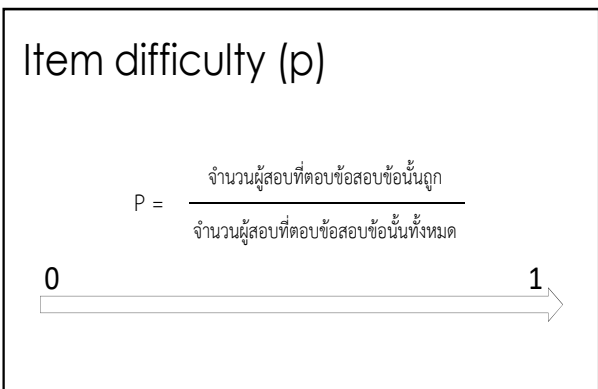 Item difficulty (p)
จำนวนผู้สอบที่ตอบข้อสอบข้อนั้นถูก
P =
จำนวนผู้สอบที่ตอบข้อสอบข้อนั้นทั้งหมด
0 1